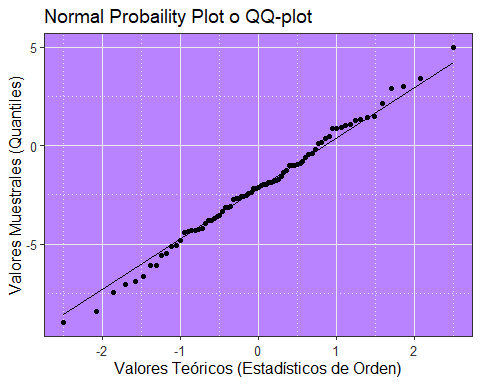 Normal Probaility Plot o QQ-plot
Valores Muestrales (Quantiles)
5
0
-5
-2
-1
0
1
2
Valores Teóricos (Estadísticos de Orden)